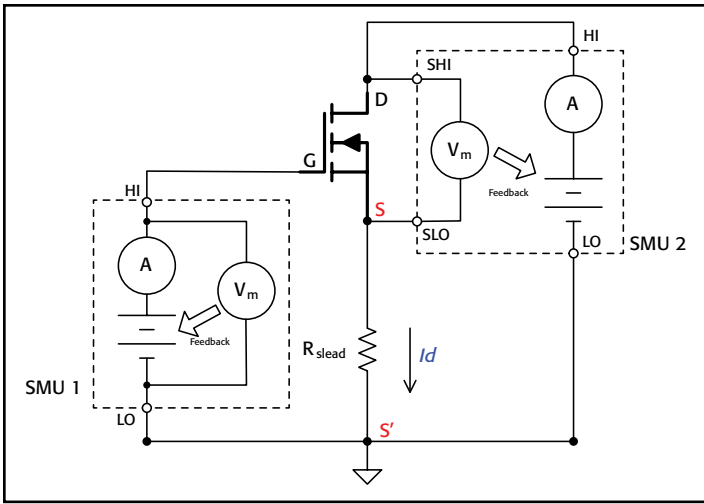 HI
SHI
D
A
G
Vm
Feedback
HI
S
SLO
LO
SMU 2
A
Vm
Feedback
Rslead
Id
SMU 1
LO
S'